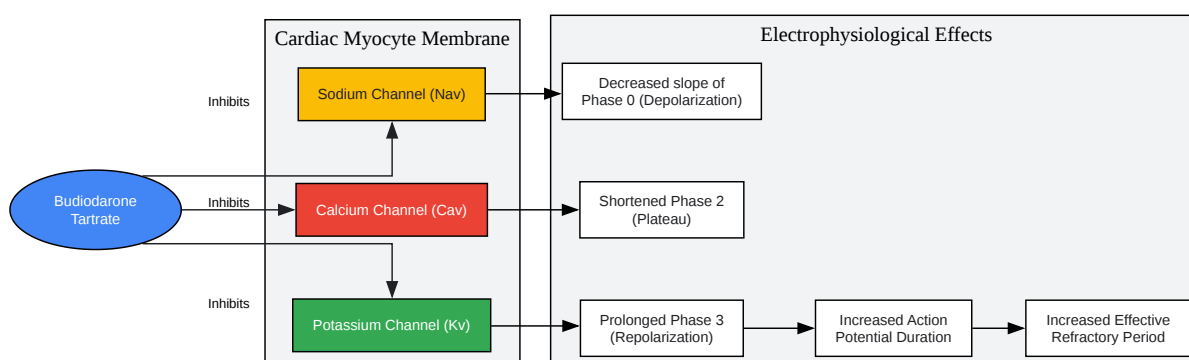 Cardiac Myocyte Membrane
Electrophysiological Effects
Inhibits
Sodium Channel (Nav)
Decreased slope of
Phase 0 (Depolarization)
Budiodarone
Tartrate
Inhibits
Calcium Channel (Cav)
Shortened Phase 2
(Plateau)
Inhibits
Potassium Channel (Kv)
Prolonged Phase 3
(Repolarization)
Increased Action
Potential Duration
Increased Effective
Refractory Period